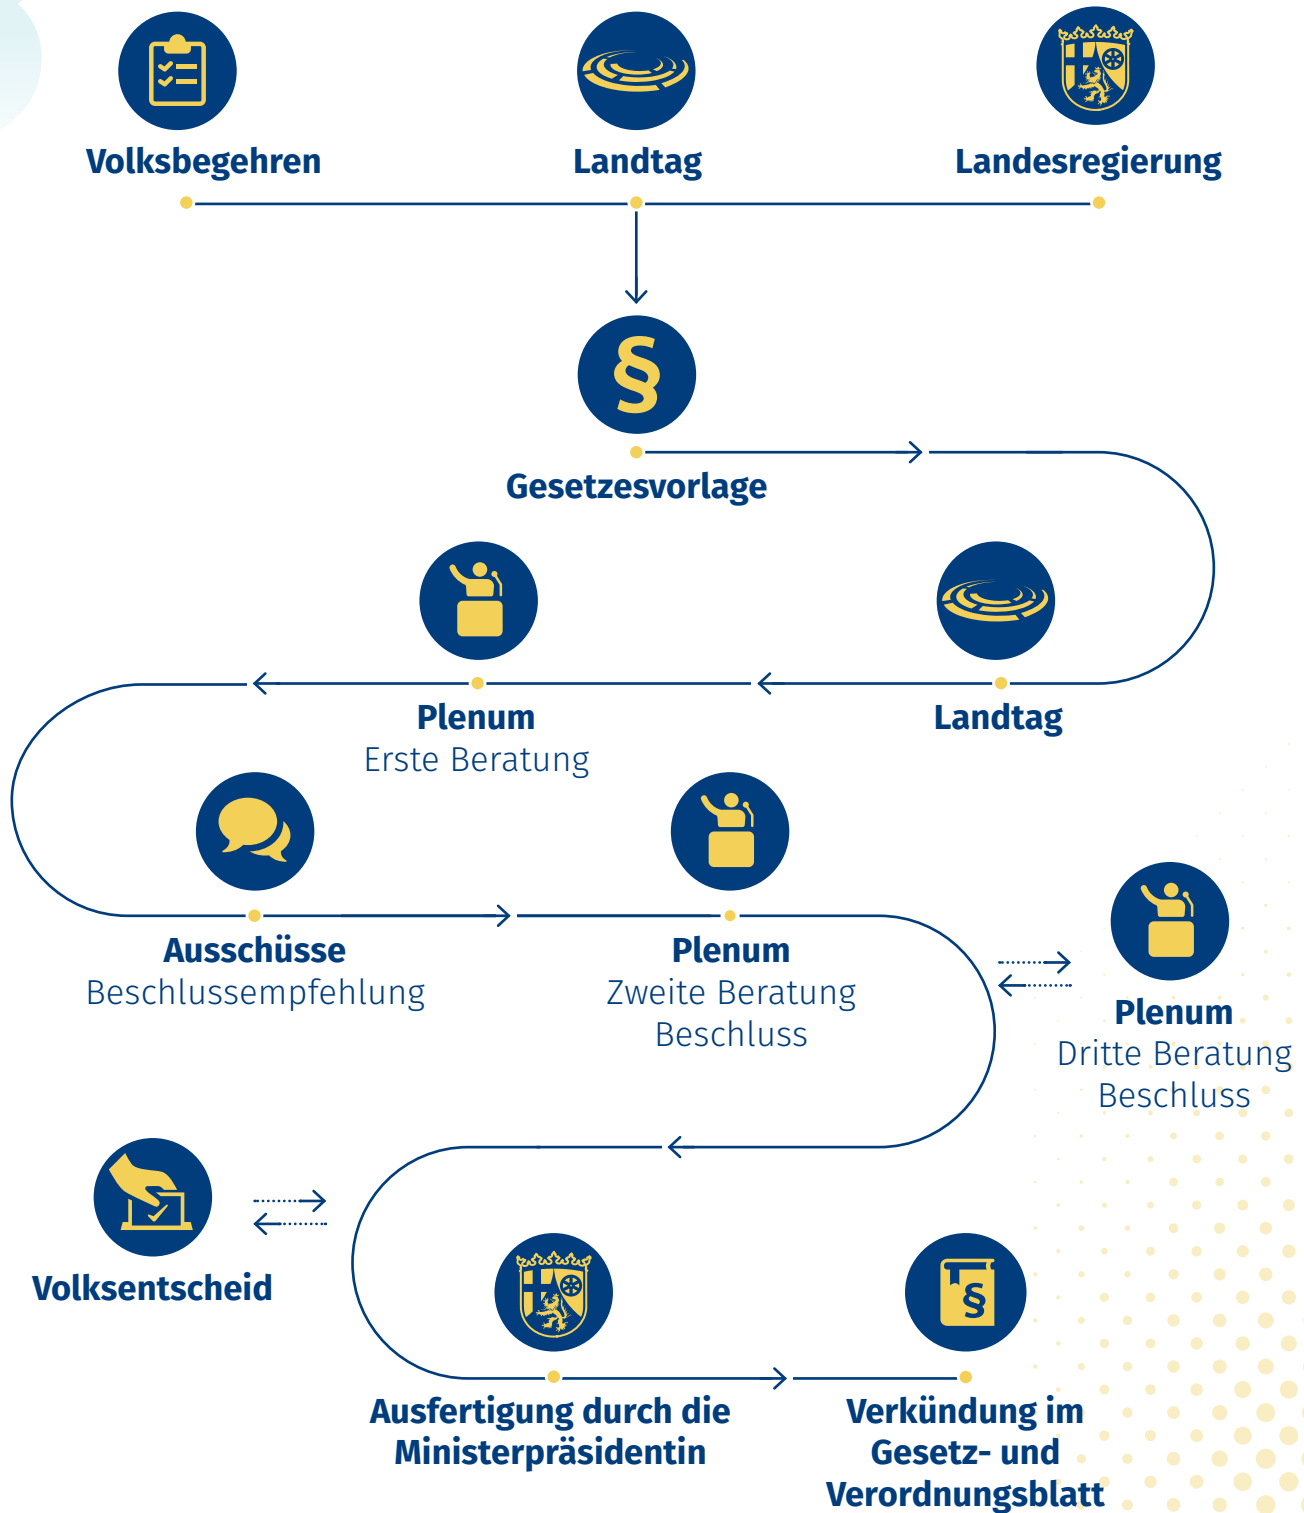 Volksbegehren
Landtag
Landesregierung
§
Gesetzesvorlage
Landtag
Plenum
Erste Beratung
Ausschüsse
Beschlussempfehlung
Plenum
Zweite Beratung
Beschluss
Plenum
Dritte Beratung
Beschluss
Volksentscheid
§
Ausfertigung durch die
Ministerpräsidentin
Verkündung im
Gesetz- und
Verordnungsblatt